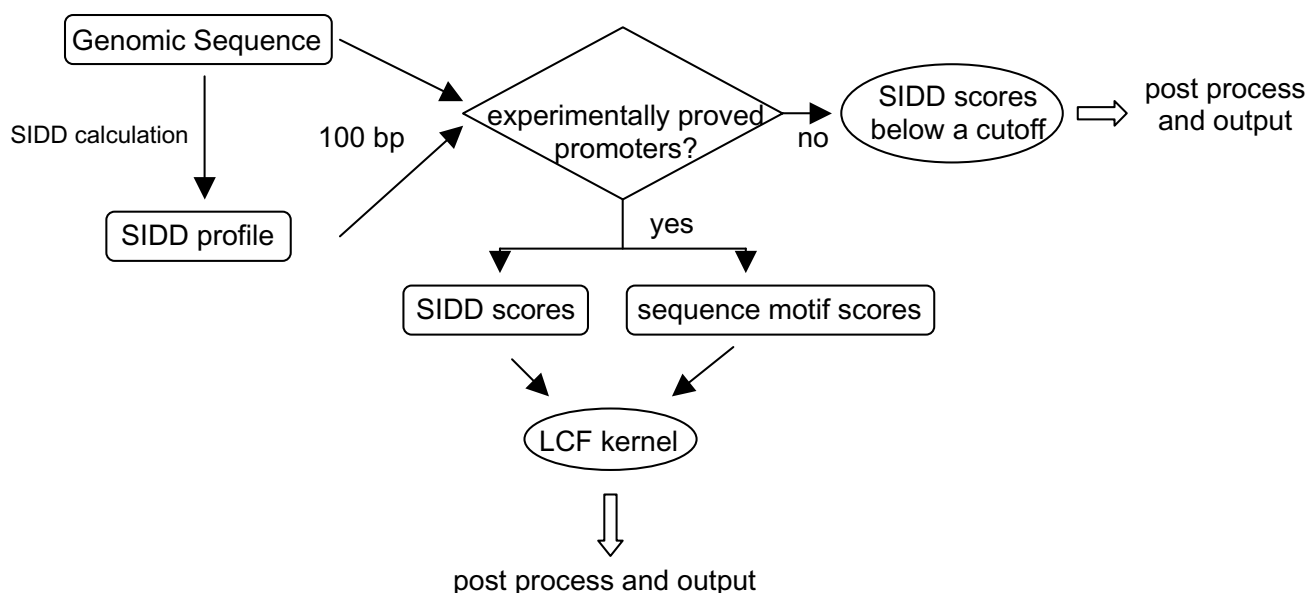 Genomic Sequence
SIDD calculation
100 bp
SIDD profile
experimentally proved
promoters?
no
SIDD scores
below a cutoff
post process
and output
yes
SIDD scores
sequence motif scores
LCF kernel
post process and output